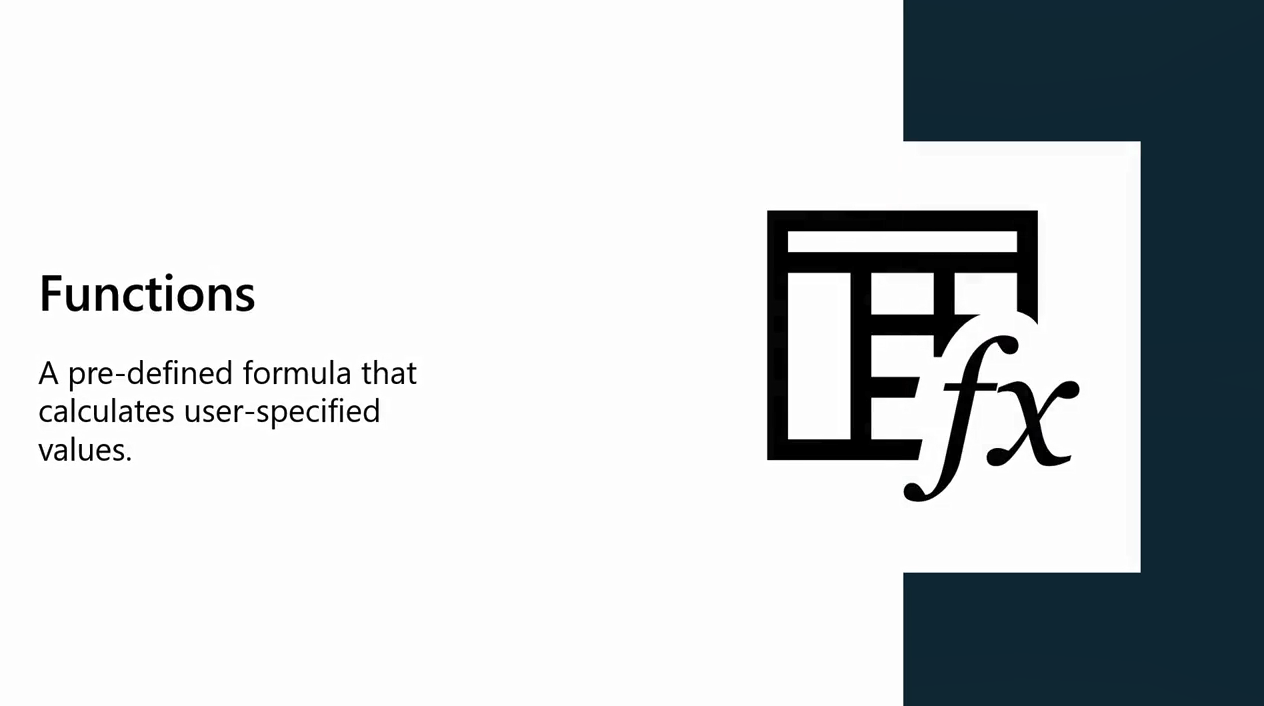 Functions
A pre-defined formula that
calculates user-specified
values.
fx